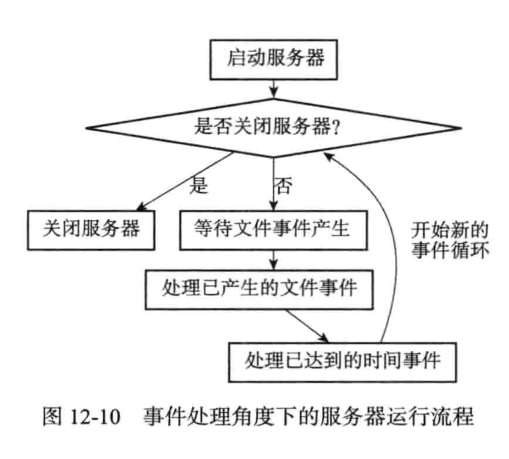 启动服务器
是否关闭服务器？
是
否
关闭服务器
等待文件事件产生
开始新的
事件循环
处理已产生的文件事件
处理已达到的时间事件
图 12-10 事件处理角度下的服务器运行流程